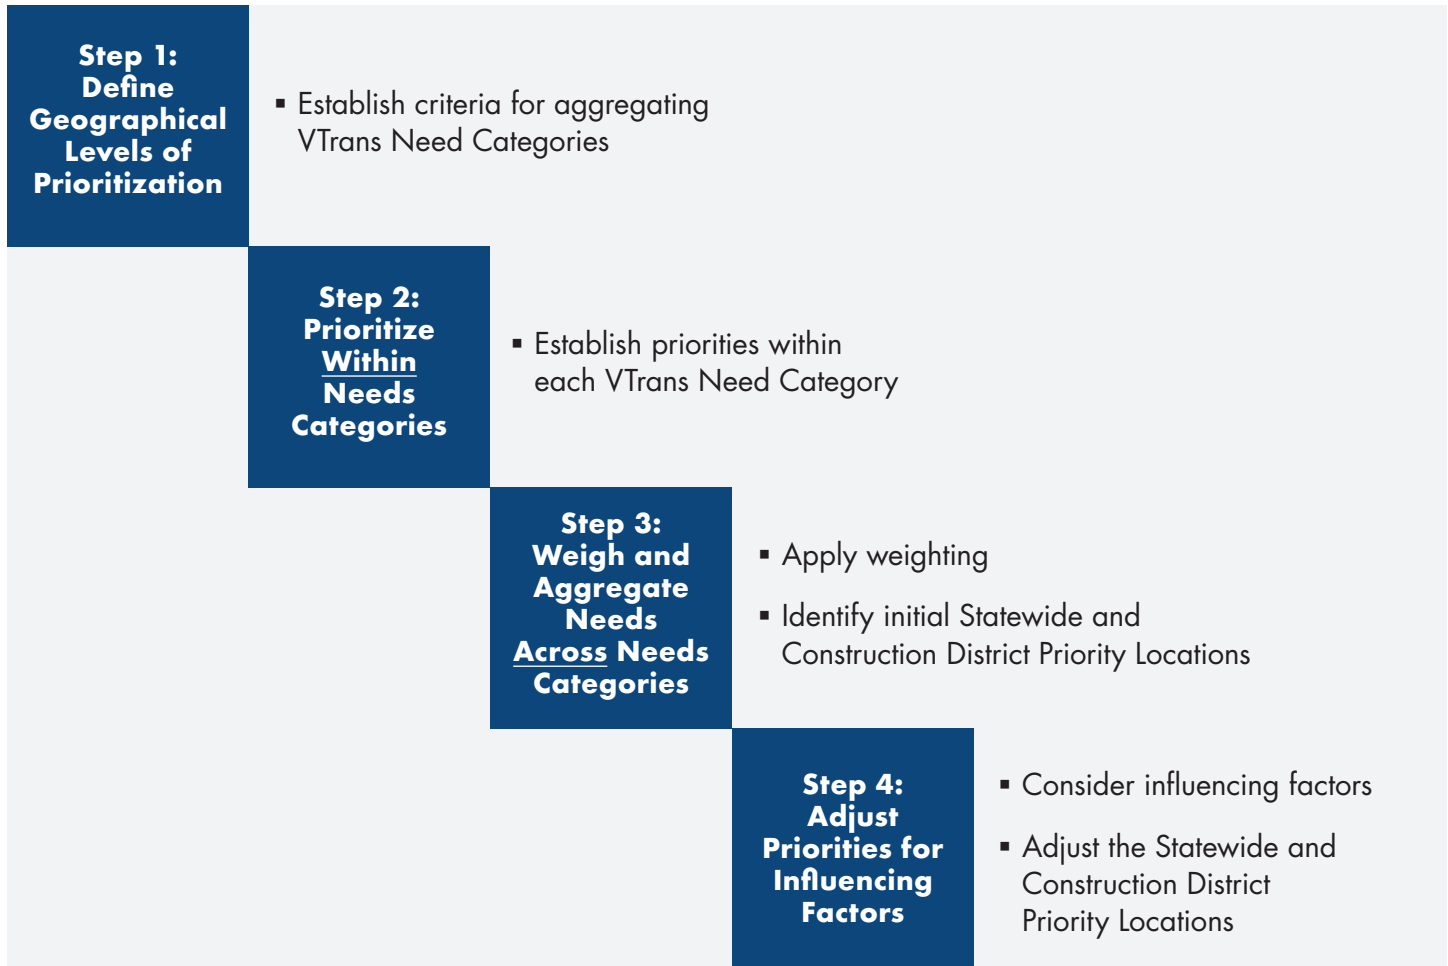 Step 1:
Define
Geographical
Levels of
Prioritization
▪ Establish criteria for aggregating
VTrans Need Categories
Step 2:
Prioritize
Within
Needs
Categories
▪ Establish priorities within
each VTrans Need Category
Step 3:
Weigh and
Aggregate
Needs
Across Needs
Categories
▪ Apply weighting
▪ Identify initial Statewide and
Construction District Priority Locations
Step 4:
Adjust
Priorities for
Influencing
Factors
▪ Consider influencing factors
▪ Adjust the Statewide and
Construction District
Priority Locations